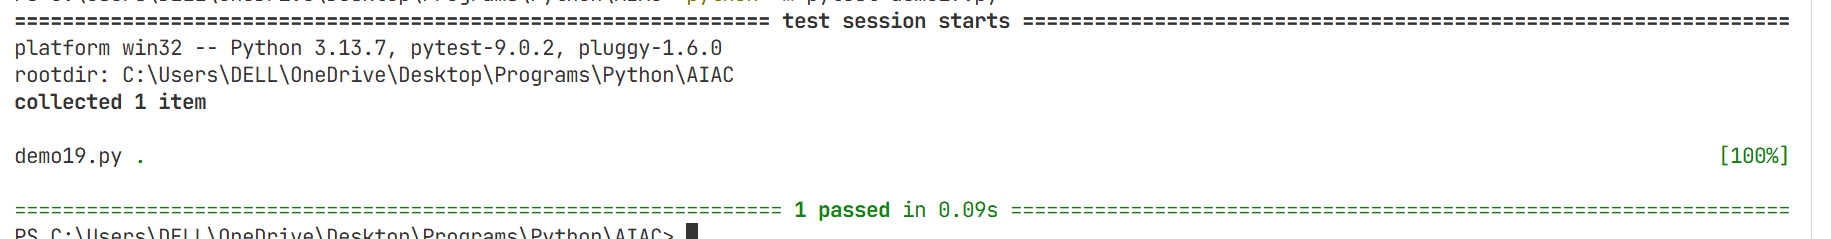 ============================================================== test session starts ===============================================================
platform win32 -- Python 3.13.7, pytest-9.0.2, pluggy-1.6.0
rootdir: C:\Users\DELL\OneDrive\Desktop\Programs\Python\AIAC
collected 1 item
demo19.py . [100%]
=============================================================== 1 passed in 0.09s ================================================================
PS C:\Users\DELL\OneDrive\Desktop\Programs\Python\AIAC>